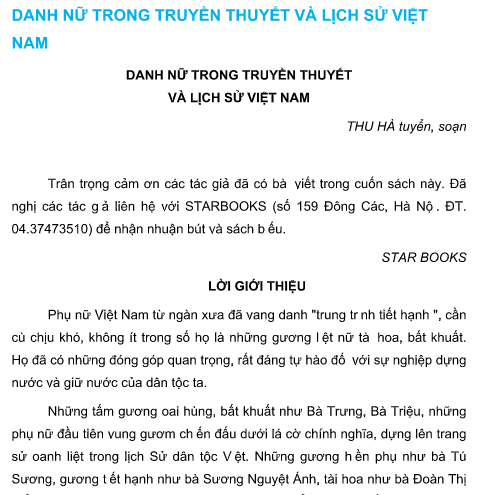 DANH NỮ TRONG TRUYỀN THUYẾT VÀ LỊCH SỬ VIỆT
NAM
DANH NỮ TRONG TRUYỀN THUYẾT
VÀ LỊCH SỬ VIỆT NAM
THU HÀ tuyển, soạn
Trân trọng cảm ơn các tác giả đã có bà viết trong cuốn sách này. Đã
nghị các tác g ả liên hệ với STARBOOKS (số 159 Đông Các, Hà Nộ . ĐT.
04.37473510) để nhận nhuận bút và sách b ếu.
STAR BOOKS
LỜI GIỚI THIỆU
Phụ nữ Việt Nam từ ngàn xưa đã vang danh "trung tr nh tiết hạnh ", cần
cù chịu khó, không ít trong số họ là những gương l ệt nữ tà hoa, bất khuất.
Họ đã có những đóng góp quan trọng, rất đáng tự hào đố với sự nghiệp dựng
nước và giữ nước của dân tộc ta.
Những tấm gương oai hùng, bất khuất như Bà Trưng, Bà Triệu, những
phụ nữ đầu tiên vung gươm ch ến đấu dưới lá cờ chính nghĩa, dựng lên trang
sử oanh liệt trong lịch Sử dân tộc V ệt. Những gương h ền phụ như bà Tú
Sương, gương t ết hạnh như bà Sương Nguyệt Ánh, tài hoa như bà Đoàn Thị